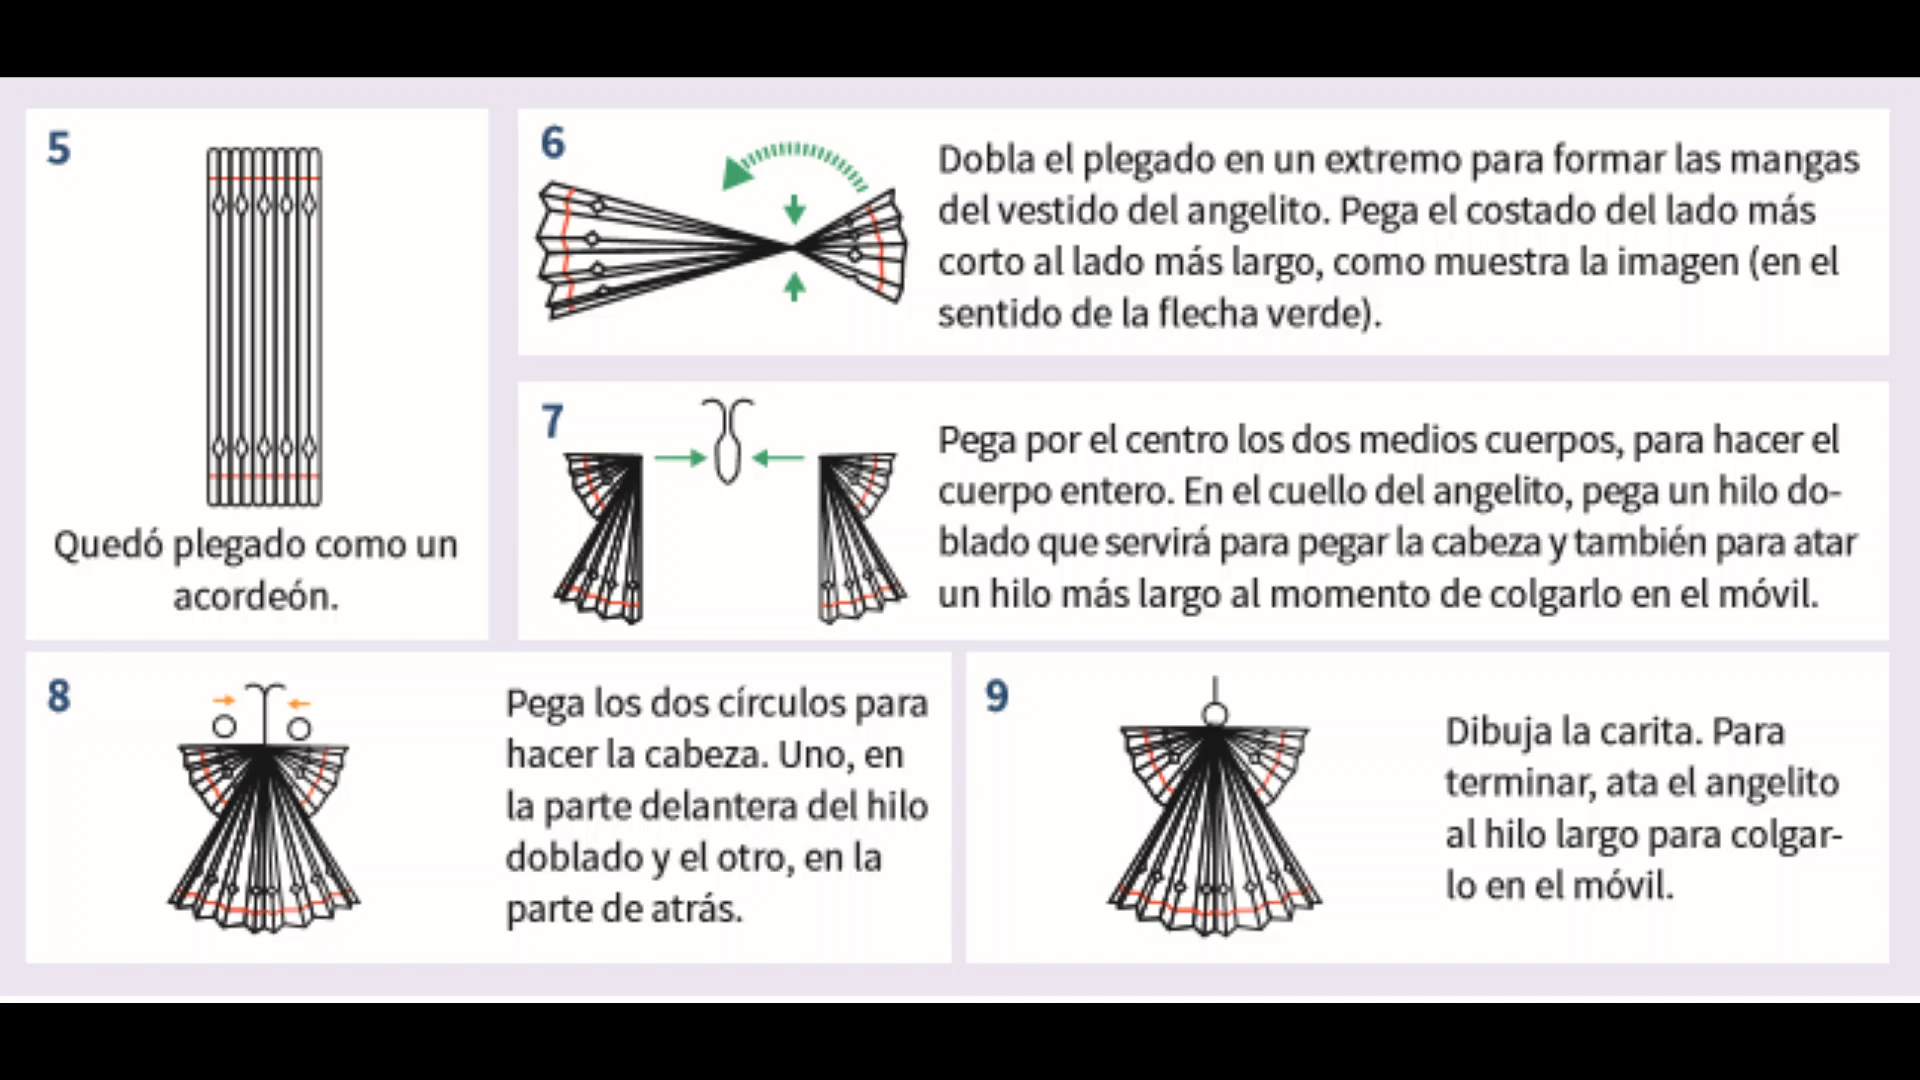 5
Quedó plegado como un
acordeón.
6
Dobla el plegado en un extremo para formar las mangas
del vestido del angelito. Pega el costado del lado más
corto al lado más largo, como muestra la imagen (en el
sentido de la flecha verde).
7
Pega por el centro los dos medios cuerpos, para hacer el
cuerpo entero. En el cuello del angelito, pega un hilo do-
blado que servirá para pegar la cabeza y también para atar
un hilo más largo al momento de colgarlo en el móvil.
8
Pega los dos círculos para
hacer la cabeza. Uno, en
la parte delantera del hilo
doblado y el otro, en la
parte de atrás.
9
Dibuja la carita. Para
terminar, ata el angelito
al hilo largo para colgar-
lo en el móvil.